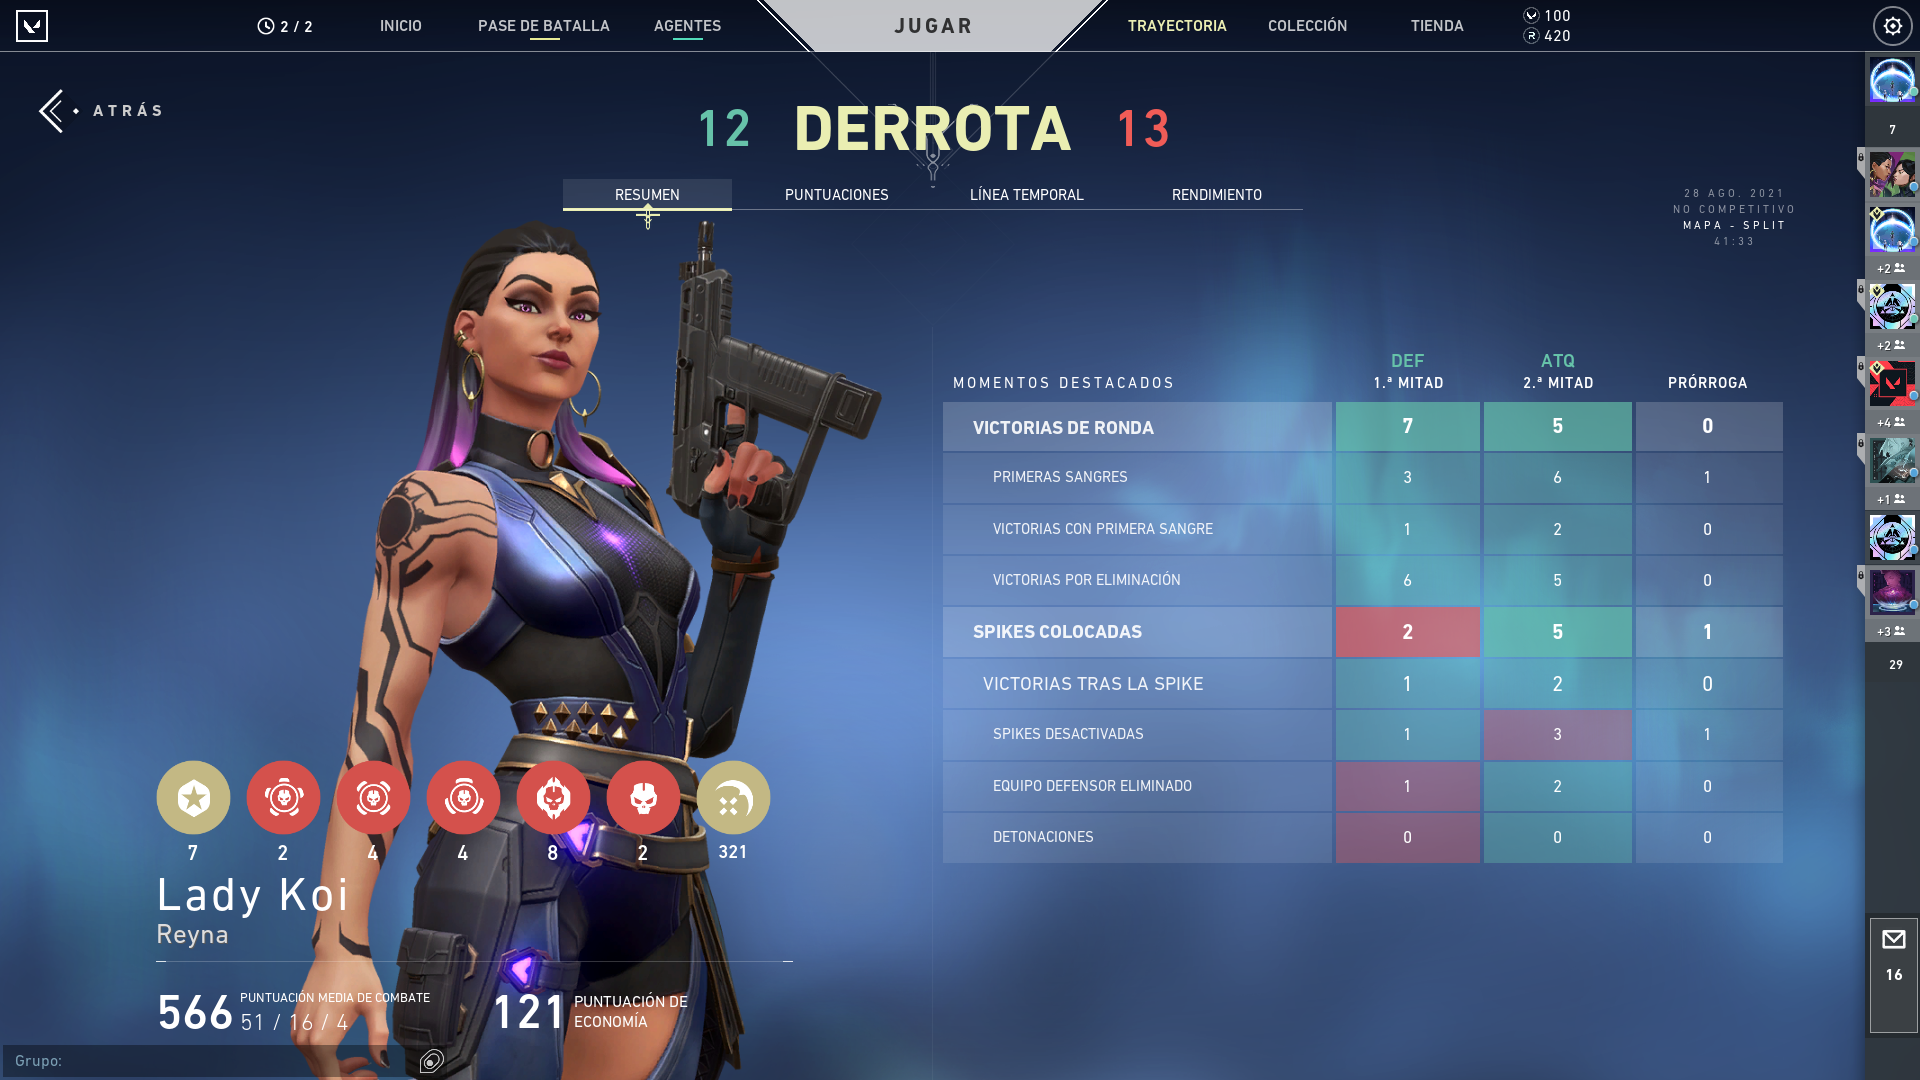 2 / 2
INICIO
PASE DE BATALLA
AGENTES
JUGAR
TRAYECTORIA
COLECCIÓN
TIENDA
100
R 420
ATRÁS
12 DERROTA 13
RESUMEN
PUNTUACIONES
LÍNEA TEMPORAL
RENDIMIENTO
28 AGO. 2021
NO COMPETITIVO
MAPA - SPLIT
41:33
DEF ATQ
MOMENTOS DESTACADOS 1.ª MITAD 2.ª MITAD PRÓRROGA
VICTORIAS DE RONDA 7 5 0
PRIMERAS SANGRES 3 6 1
VICTORIAS CON PRIMERA SANGRE 1 2 0
VICTORIAS POR ELIMINACIÓN 6 5 0
SPIKES COLOCADAS 2 5 1
VICTORIAS TRAS LA SPIKE 1 2 0
SPIKES DESACTIVADAS 1 3 1
EQUIPO DEFENSOR ELIMINADO 1 2 0
DETONACIONES 0 0 0
7 2 4 4 8 2 321
Lady Koi
Reyna
566 PUNTUACIÓN MEDIA DE COMBATE
51 / 16 / 4
121 PUNTUACIÓN DE
ECONOMÍA
Grupo:
7
+2
+2
+4
+1
+3
29
16